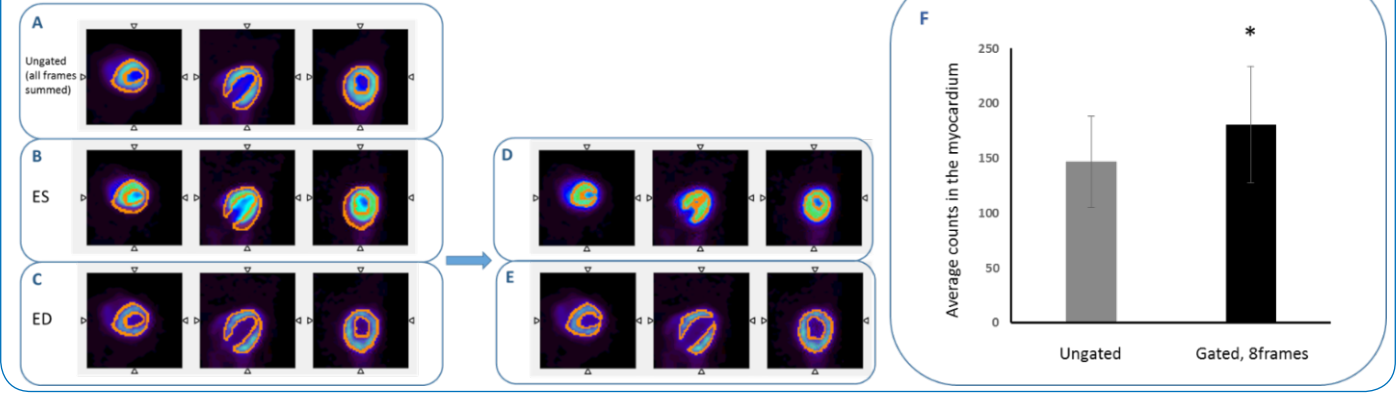 A
Ungated
(all frames
summed)
B
ES
C
ED
D
E
F
Average counts in the myocardium
250
200
150
100
50
0
*
Ungated
Gated, 8frames